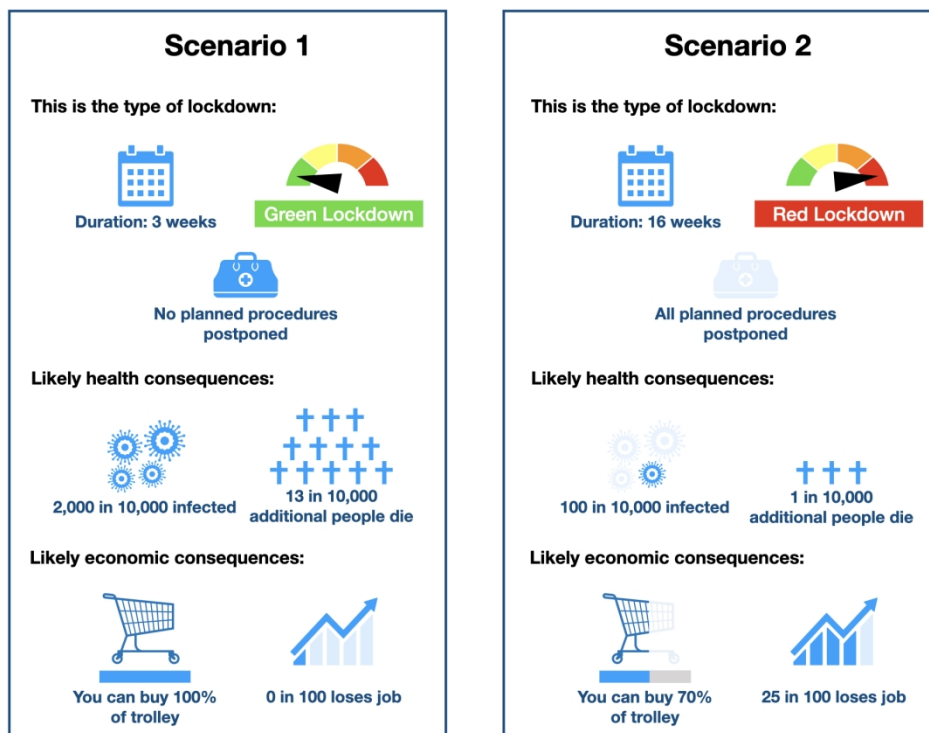 Scenario 1
This is the type of lockdown:
Duration: 3 weeks
Green Lockdown
No planned procedures
postponed
Likely health consequences:
2,000 in 10,000 infected
13 in 10,000
additional people die
Likely economic consequences:
You can buy 100%
of trolley
0 in 100 loses job
Scenario 2
This is the type of lockdown:
Duration: 16 weeks
Red Lockdown
All planned procedures
postponed
Likely health consequences:
100 in 10,000 infected
1 in 10,000
additional people die
Likely economic consequences:
You can buy 70%
of trolley
25 in 100 loses job